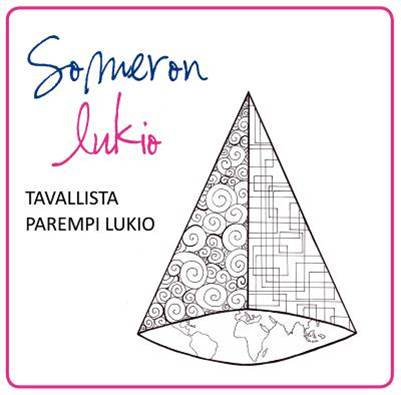 Someron
lukio
TAVALLISTA
PAREMPI LUKIO